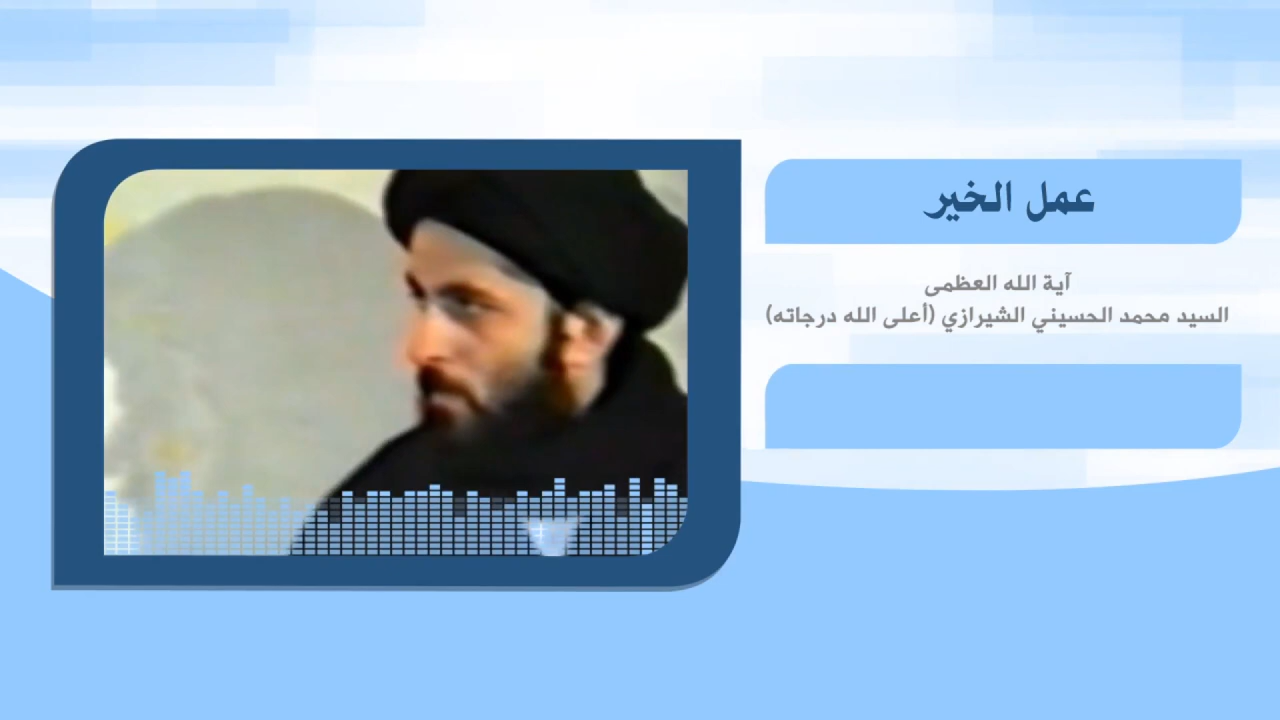 عمل الخير
آية الله العظمى
السيد محمد الحسيني الشيرازي (أعلى الله درجاته)